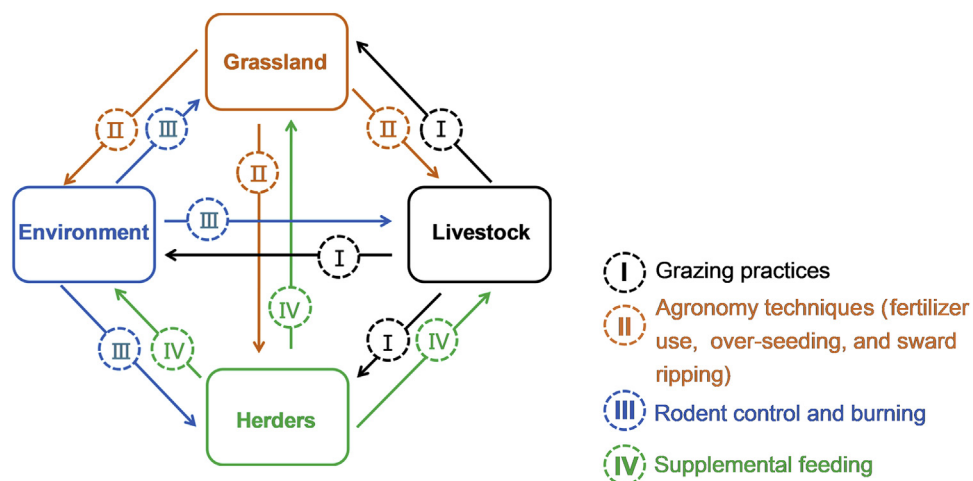 Grassland
II
III
II
I
II
Environment
III
Livestock
I
I Grazing practices
IV
II Agronomy techniques (fertilizer
use, over-seeding, and sward
ripping)
III
IV
I
IV
Herders
III Rodent control and burning
IV Supplemental feeding